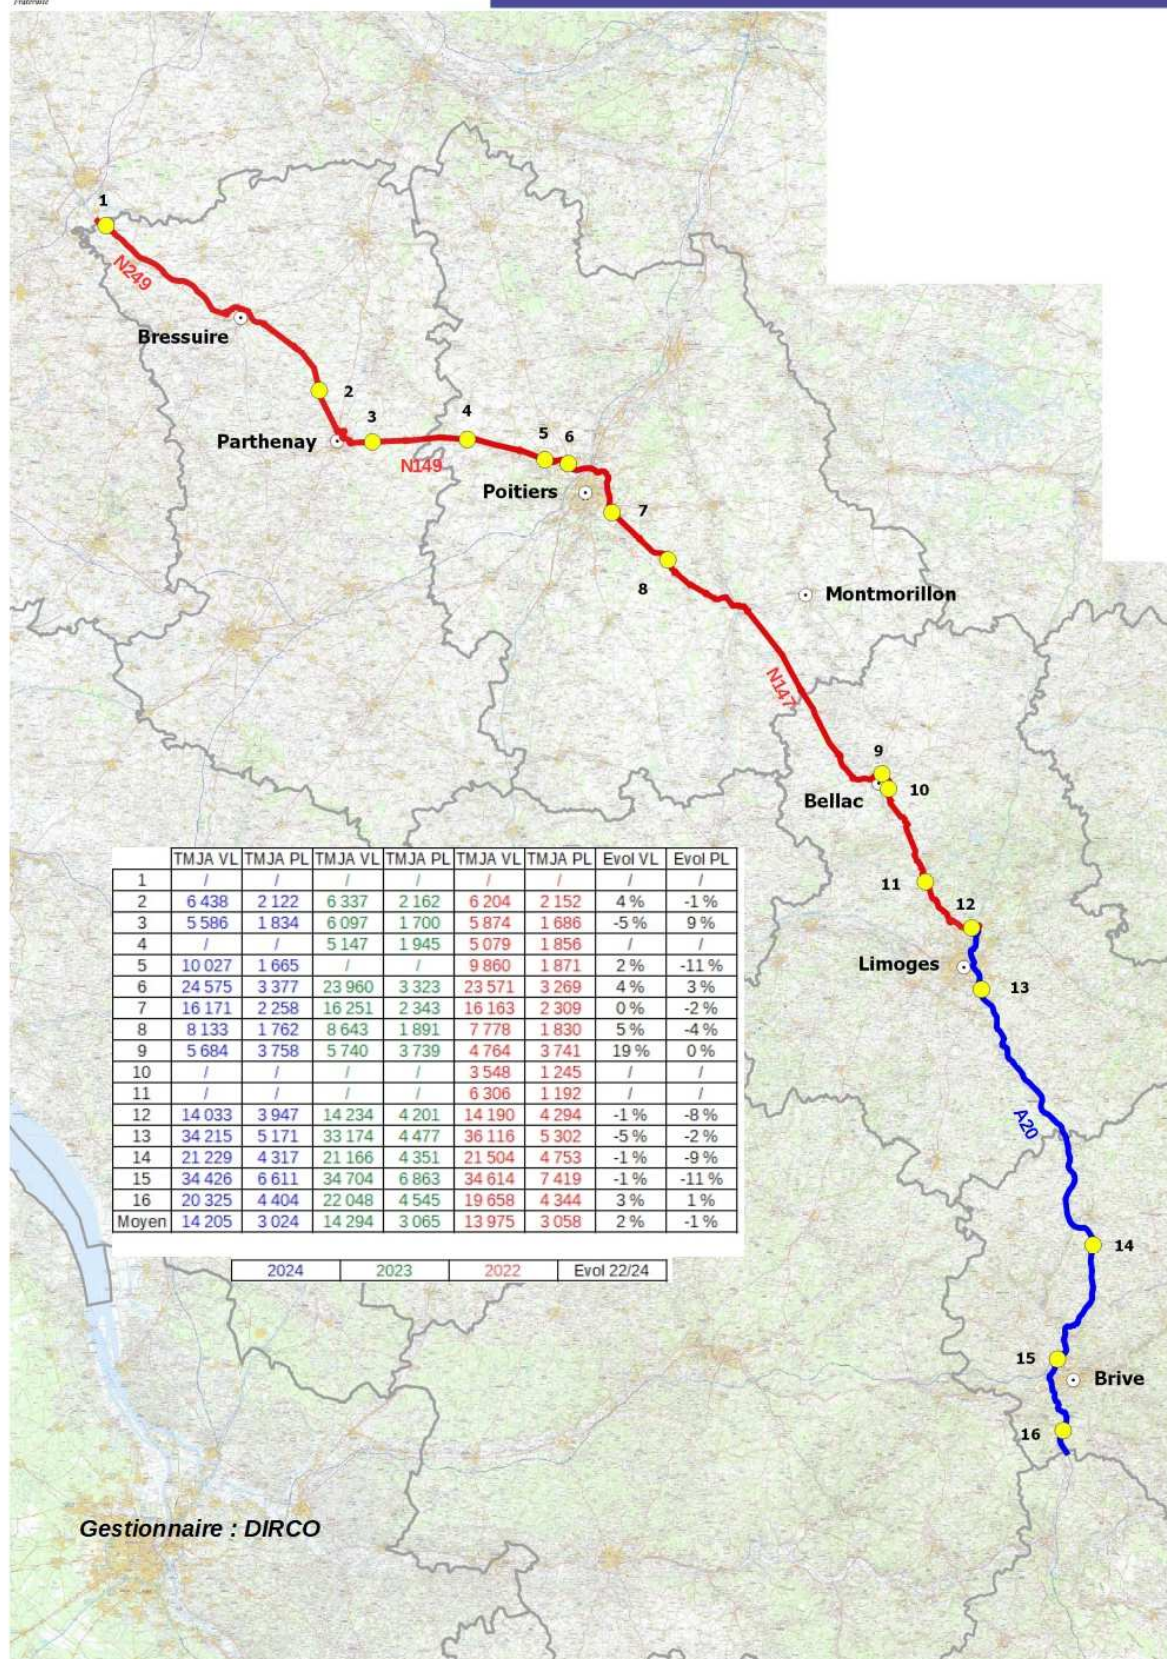 Fraternité
1
N249
Bressuire
2
Parthenay
3
N149
4
5
6
Poitiers
7
8
Montmorillon
N147
9
Bellac
10
11
12
Limoges
13
A20
14
15
Brive
16
TMJA VL TMJA PL TMJA VL TMJA PL TMJA VL TMJA PL Evol VL Evol PL
1 / / / / / / / /
2 6 438 2 122 6 337 2 162 6 204 2 152 4 % -1 %
3 5 586 1 834 6 097 1 700 5 874 1 686 -5 % 9 %
4 / / 5 147 1 945 5 079 1 856 / /
5 10 027 1 665 / / 9 860 1 871 2 % -11 %
6 24 575 3 377 23 960 3 323 23 571 3 269 4 % 3 %
7 16 171 2 258 16 251 2 343 16 163 2 309 0 % -2 %
8 8 133 1 762 8 643 1 891 7 778 1 830 5 % -4 %
9 5 684 3 758 5 740 3 739 4 764 3 741 19 % 0 %
10 / / / / 3 548 1 245 / /
11 / / / / 6 306 1 192 / /
12 14 033 3 947 14 234 4 201 14 190 4 294 -1 % -8 %
13 34 215 5 171 33 174 4 477 36 116 5 302 -5 % -2 %
14 21 229 4 317 21 166 4 351 21 504 4 753 -1 % -9 %
15 34 426 6 611 34 704 6 863 34 614 7 419 -1 % -11 %
16 20 325 4 404 22 048 4 545 19 658 4 344 3 % 1 %
Moyen 14 205 3 024 14 294 3 065 13 975 3 058 2 % -1 %
2024 2023 2022 Evol 22/24
Gestionnaire : DIRCO